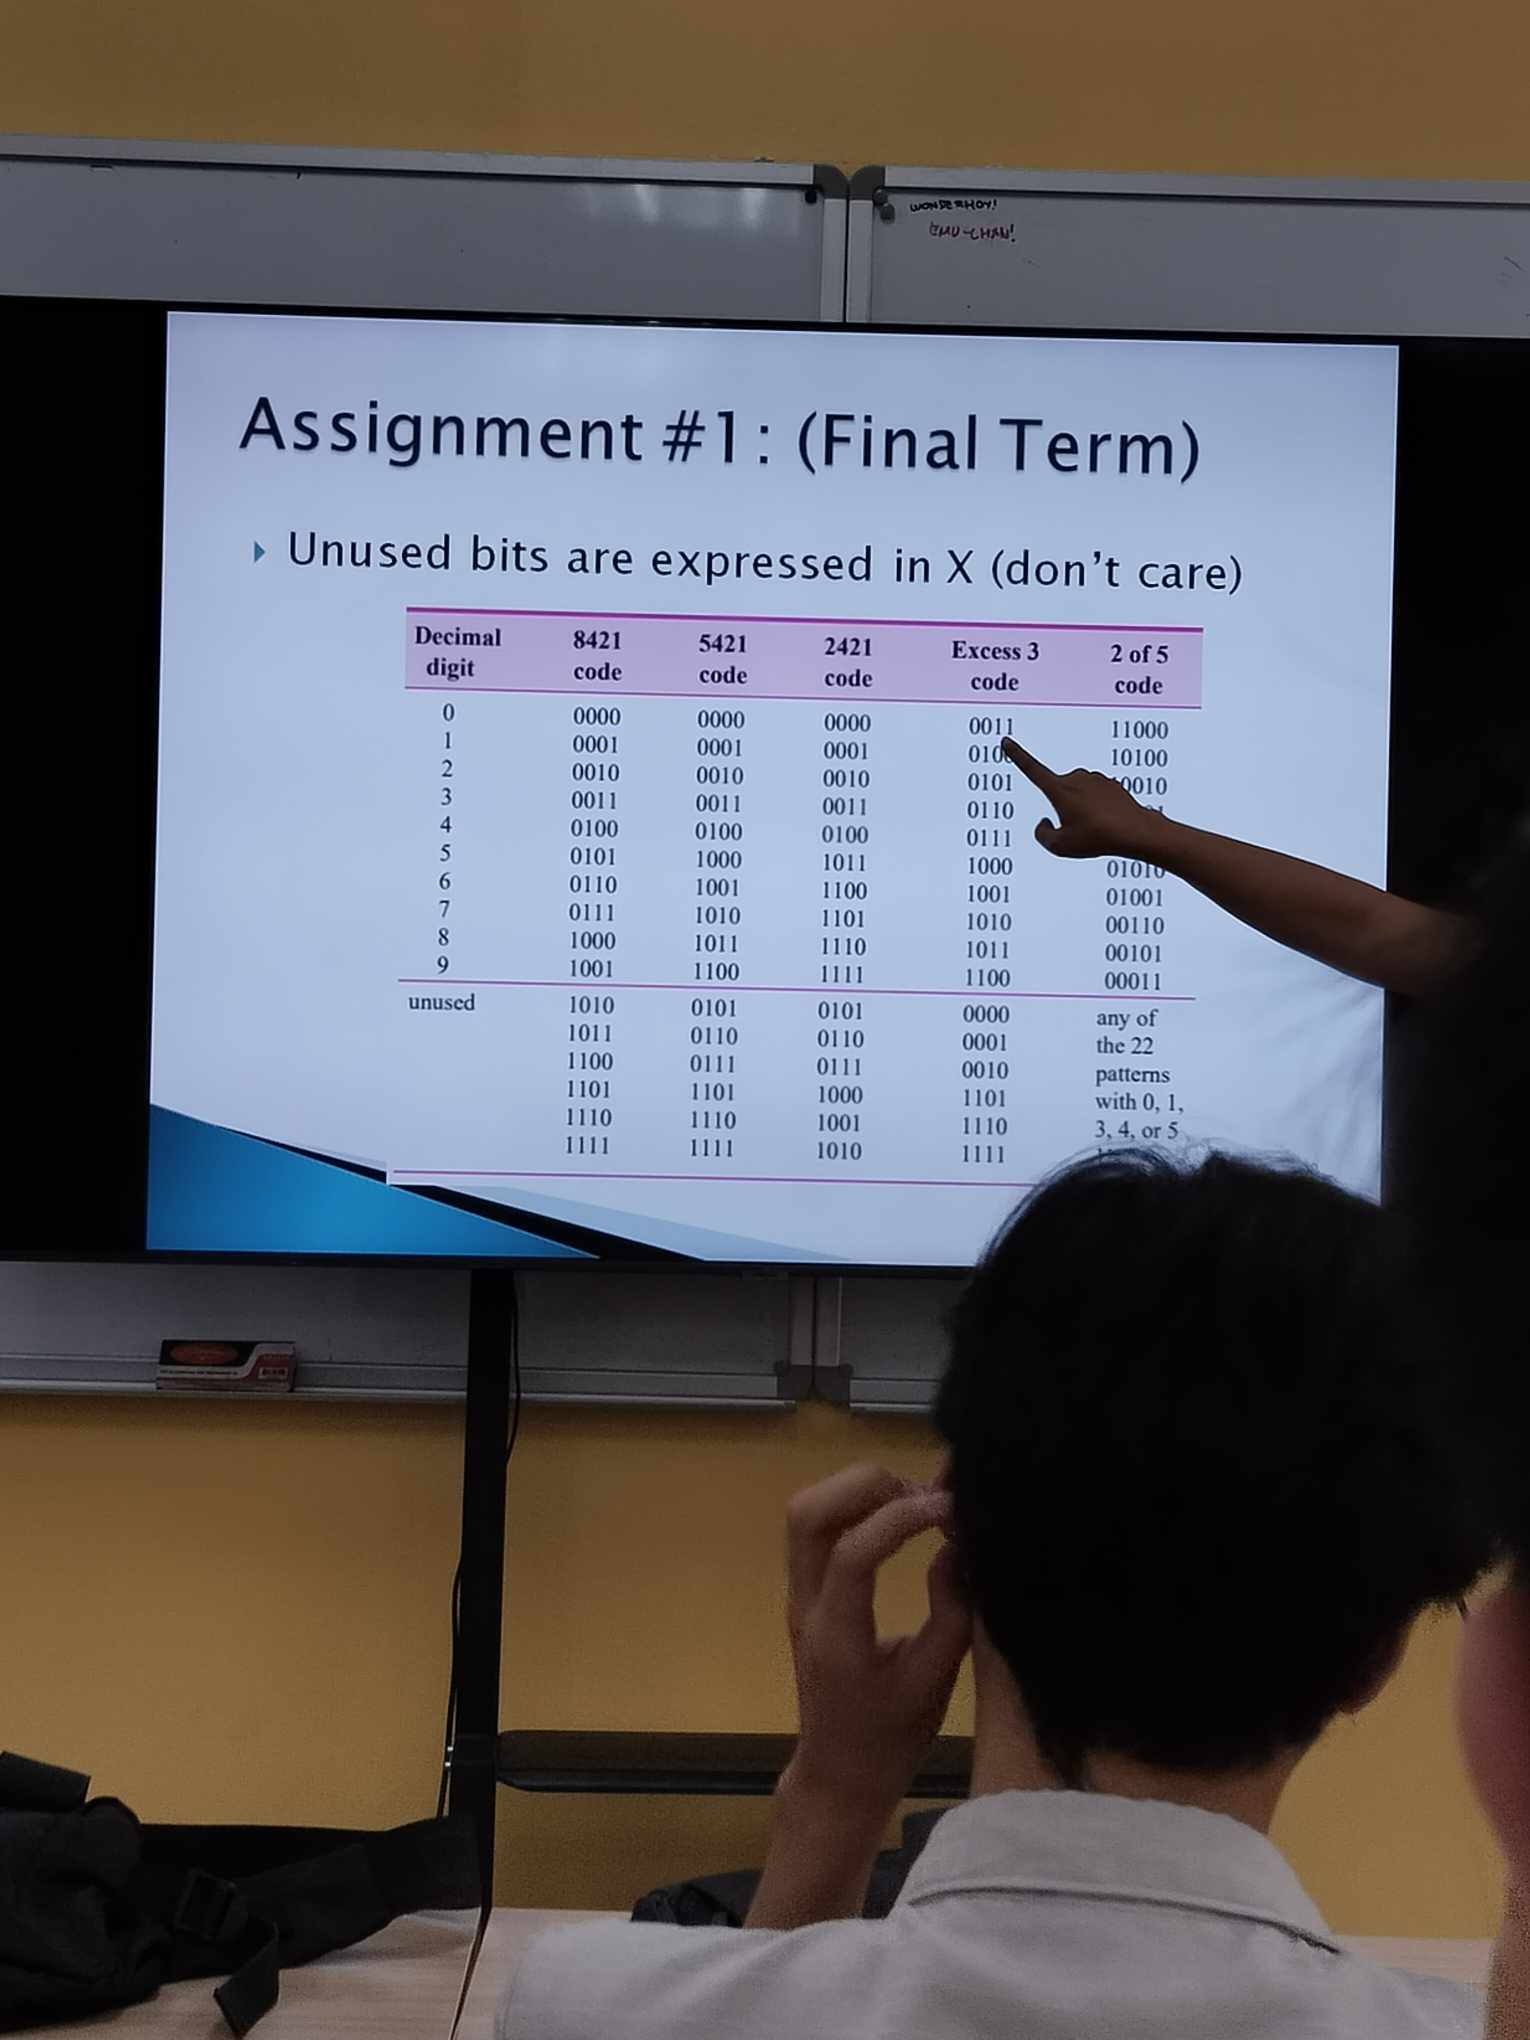 WONDERHOY!
EMU-CHAN!
Assignment #1: (Final Term)
Unused bits are expressed in X (don't care)
Decimal digit 8421 code 5421 code 2421 code Excess 3 code 2 of 5 code
0 0000 0000 0000 0011 11000
1 0001 0001 0001 010 10100
2 0010 0010 0010 0101 0010
3 0011 0011 0011 0110
4 0100 0100 0100 0111
5 0101 1000 1011 1000 01010
6 0110 1001 1100 1001 01001
7 0111 1010 1101 1010 00110
8 1000 1011 1110 1011 00101
9 1001 1100 1111 1100 00011
unused 1010 0101 0101 0000 any of
1011 0110 0110 0001 the 22
1100 0111 0111 0010 patterns
1101 1101 1000 1101 with 0, 1,
1110 1110 1001 1110 3, 4, or 5
1111 1111 1010 1111